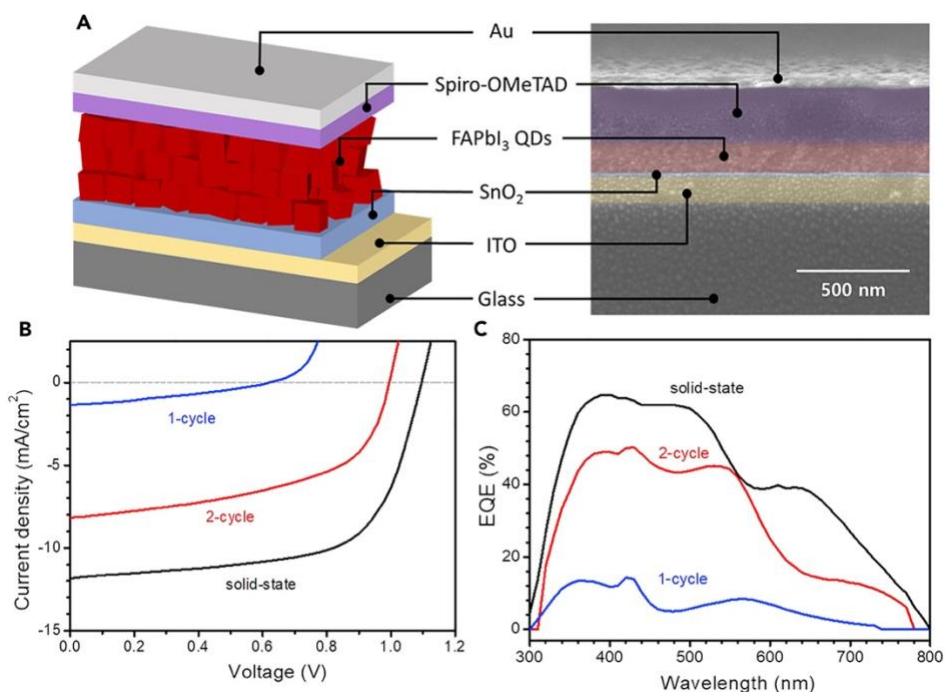 A
Au
Spiro-OMeTAD
FAPbI₃ QDs
SnO₂
ITO
Glass
500 nm
B
0
-5
-10
-15
0.0 0.2 0.4 0.6 0.8 1.0 1.2
Current density (mA/cm²)
Voltage (V)
1-cycle
2-cycle
solid-state
C
80
60
40
20
0
300 400 500 600 700 800
EQE (%)
Wavelength (nm)
solid-state
2-cycle
1-cycle